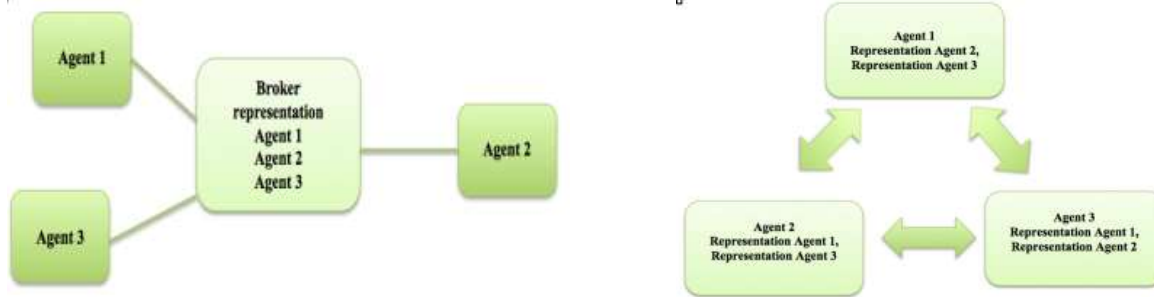 Agent 1
Broker
representation
Agent 1
Agent 2
Agent 3
Agent 2
Agent 3
Agent 1
Representation Agent 2,
Representation Agent 3
Agent 2
Representation Agent 1,
Representation Agent 3
Agent 3
Representation Agent 1,
Representation Agent 2